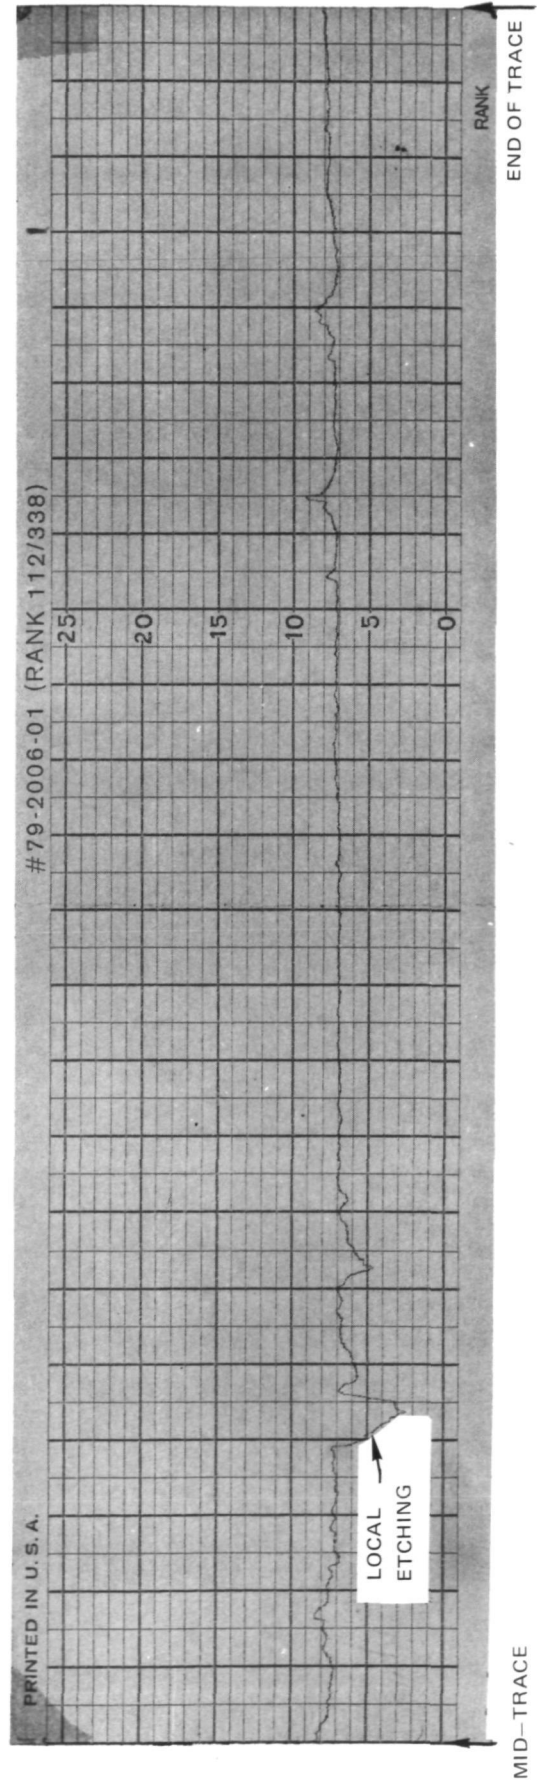 PRINTED IN U. S. A.
#79-2006-01 (RANK 112/338)
25
20
15
10
5
0
RANK
LOCAL
ETCHING
MID–TRACE
END OF TRACE